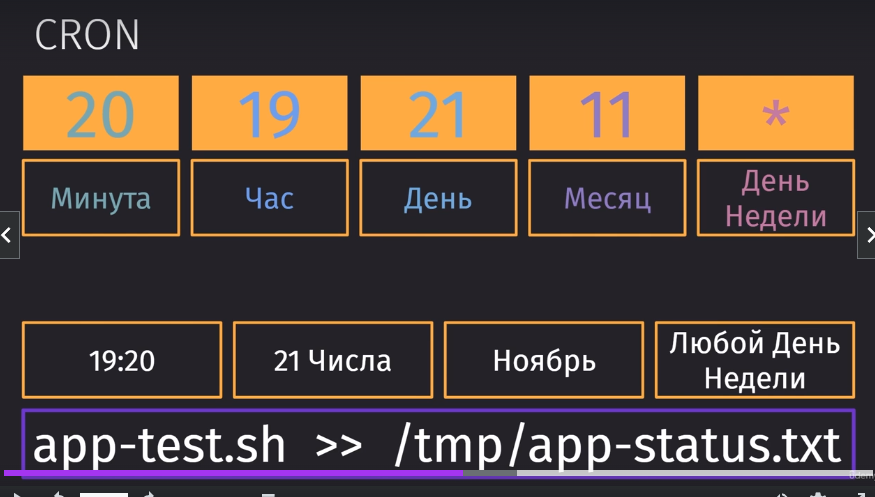 CRON
20 19 21 11 *
Минута Час День Месяц День
Недели
19:20 21 Числа Ноябрь Любой День
Недели
app-test.sh >> /tmp/app-status.txt